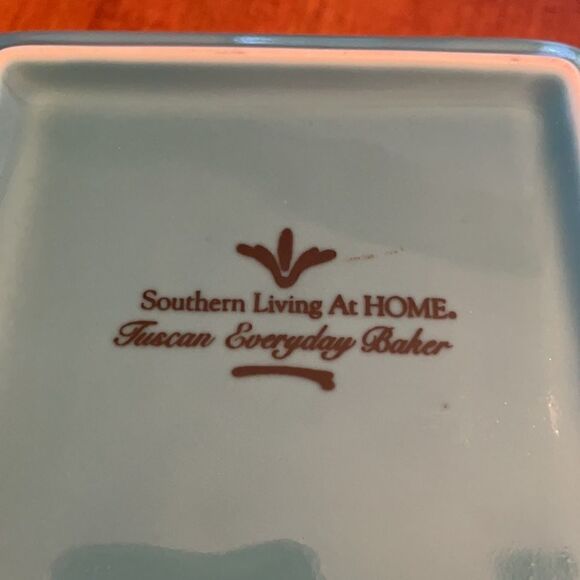 Southern Living At HOME.
Tuscan Everyday Baker